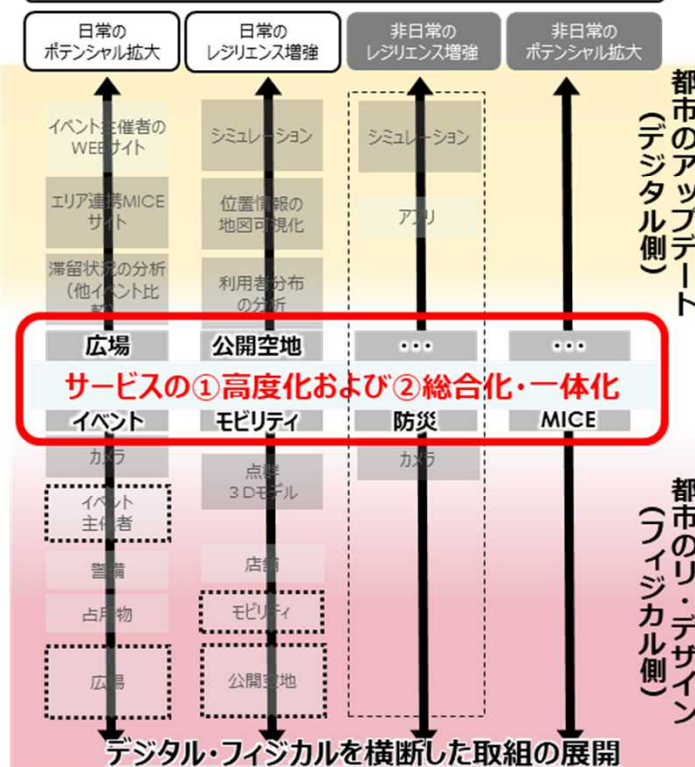 日常の
ポテンシャル拡大
日常の
レジリエンス増強
非日常の
レジリエンス増強
非日常の
ポテンシャル拡大
都市のアップデート
（デジタル側）
イベント主催者の
WEBサイト
シミュレーション
シミュレーション
エリア連携MICE
サイト
位置情報の
地図可視化
アプリ
滞留状況の分析
（他イベント比
利用者分布
の分析
広場
公開空地
・・・
・・・
サービスの①高度化および②総合化・一体化
イベント
モビリティ
防災
MICE
カメラ
点群
３Dモデル
カメラ
イベント
主催者
警備
店舗
占用物
モビリティ
広場
公開空地
都市のリ・デザイン
（フィジカル側）
デジタル・フィジカルを横断した取組の展開